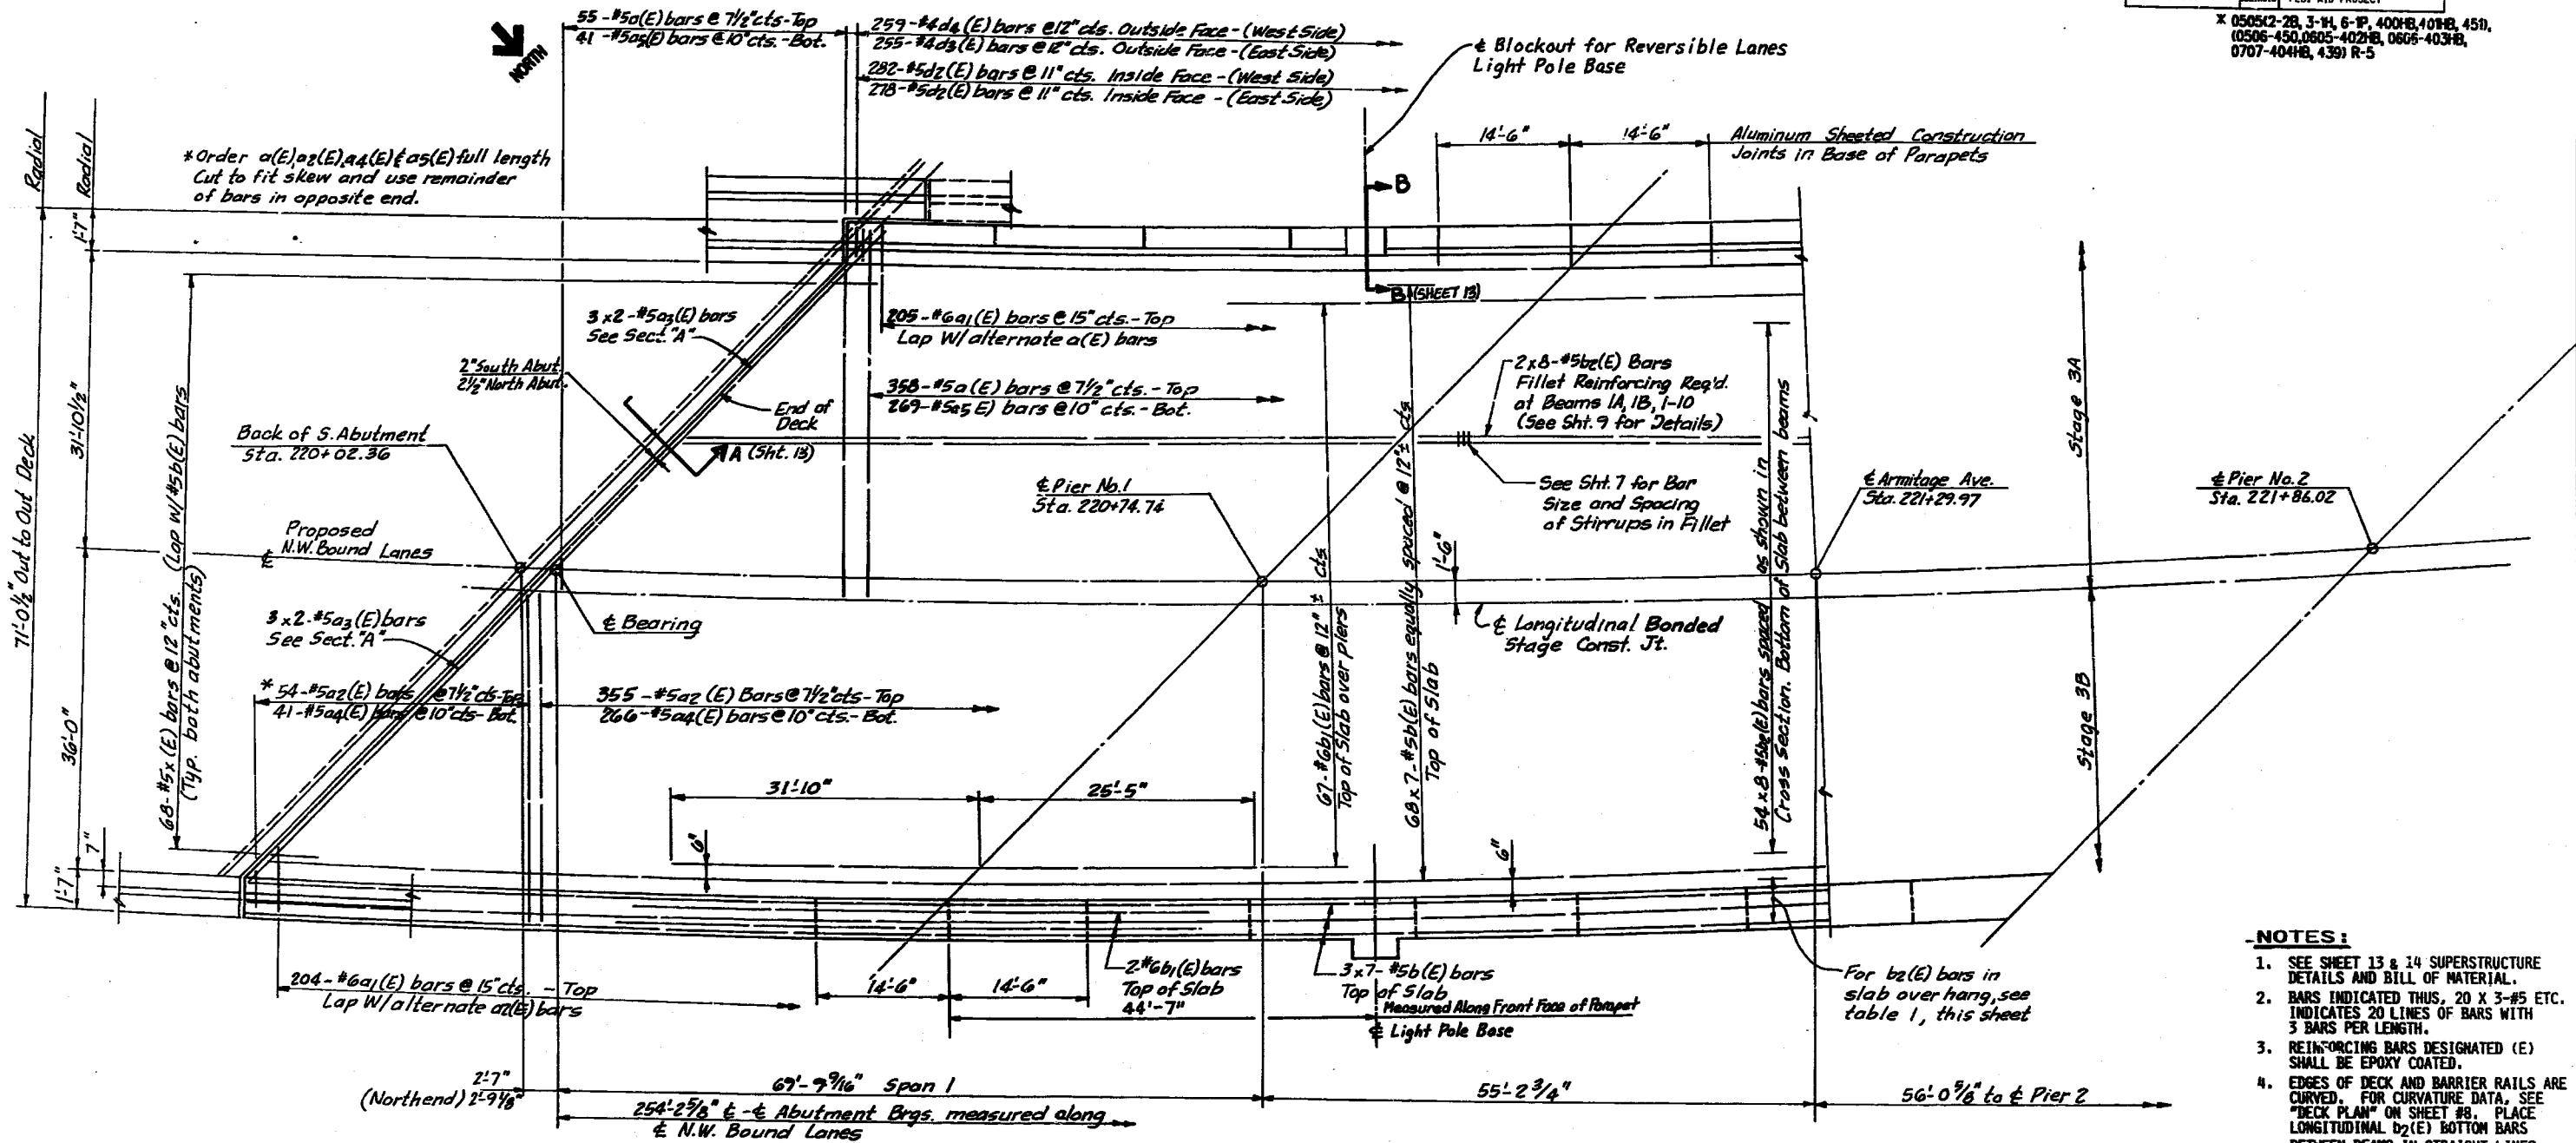 * 0505(2-2B, 3-1H, 6-1P, 400HB, 401HB, 451),
(0506-450,0605-402HB, 0606-403HB,
0707-404HB, 439) R-5
55-#5a(E) bars @ 7½"cts-Top
41-#5a5(E) bars @ 10"cts.-Bot.
259-#4d4(E) bars @ 12" cts. Outside Face-(West Side)
255-#4d3(E) bars @ 12" cts. Outside Face-(East Side)
282-#5d2(E) bars @ 11" cts. Inside Face-(West Side)
278-#5d2(E) bars @ 11" cts. Inside Face-(East Side)
NORTH
℄ Blockout for Reversible Lanes
Light Pole Base
14'-6"
14'-6"
Aluminum Sheeted Construction
Joints in Base of Parapets
Radial
Radial
*Order a(E),a2(E),a4(E)&a5(E) full length
Cut to fit skew and use remainder
of bars in opposite end.
1'-7"
B
B (SHEET 13)
3x2-#5a3(E) bars
See Sect."A"
205-#6a1(E) bars @ 15" cts.-Top
Lap W/alternate a(E) bars
2" South Abut.
2½" North Abut.
358-#5a(E) bars @ 7½" cts.-Top
269-#5a5 E) bars @ 10" cts.-Bot.
2x8-#5b2(E) Bars
Fillet Reinforcing Req'd.
at Beams 1A, 1B, 1-10
(See Sht. 9 for Details)
End of
Deck
Back of S. Abutment
Sta. 220+02.36
A (Sht. 13)
See Sht. 7 for Bar
Size and Spacing
of Stirrups in Fillet
℄ Pier No.1
Sta. 220+74.74
℄ Armitage Ave.
Sta. 221+29.97
℄ Pier No.2
Sta. 221+86.02
Stage 3A
Stage 3B
71'-0½" Out to Out Deck
31'-10½"
36'-0"
68-#5x(E) bars @ 12"cts. (Lap W/#5b(E) bars
(Typ. both abutments)
Proposed
℄ N.W. Bound Lanes
℄ Bearing
1'-6"
℄ Longitudinal Bonded
Stage Const. Jt.
67-#6b1(E) bars @ 12" ± cts
Top of Slab over piers
68x7-#5b(E) bars equally spaced @ 12" ± cts
Top of Slab
54x8-#5b2(E) bars spaced as shown in
Cross Section. Bottom of Slab between beams
3x2-#5a3(E) bars
See Sect."A"
* 54-#5a2(E) bars @ 7½"cts-Top
41-#5a4(E) bars @ 10"cts-Bot.
355-#5a2(E) Bars @ 7½"cts-Top
266-#5a4(E) bars @ 10"cts.-Bot.
31'-10"
25'-5"
6"
6"
7"
1'-7"
204-#6a1(E) bars @ 15"cts.-Top
Lap W/alternate a2(E) bars
14'-6"
14'-6"
2-#6b1(E) bars
Top of Slab
44'-7"
3x7-#5b(E) bars
Top of Slab
Measured Along Front Face of Parapet
℄ Light Pole Base
For b2(E) bars in
slab over hang, see
table 1, this sheet
2'-7"
(Northend) 2'-9⅛"
69'-9 9/16" Span 1
55'-2¾"
56'-0⅝" to ℄ Pier 2
254'-2⅝" ℄-℄ Abutment Brgs. measured along
℄ N.W. Bound Lanes
NOTES:
1. SEE SHEET 13 & 14 SUPERSTRUCTURE
DETAILS AND BILL OF MATERIAL.
2. BARS INDICATED THUS, 20 X 3-#5 ETC.
INDICATES 20 LINES OF BARS WITH
3 BARS PER LENGTH.
3. REINFORCING BARS DESIGNATED (E)
SHALL BE EPOXY COATED.
4. EDGES OF DECK AND BARRIER RAILS ARE
CURVED. FOR CURVATURE DATA, SEE
"DECK PLAN" ON SHEET #8. PLACE
LONGITUDINAL b2(E) BOTTOM BARS